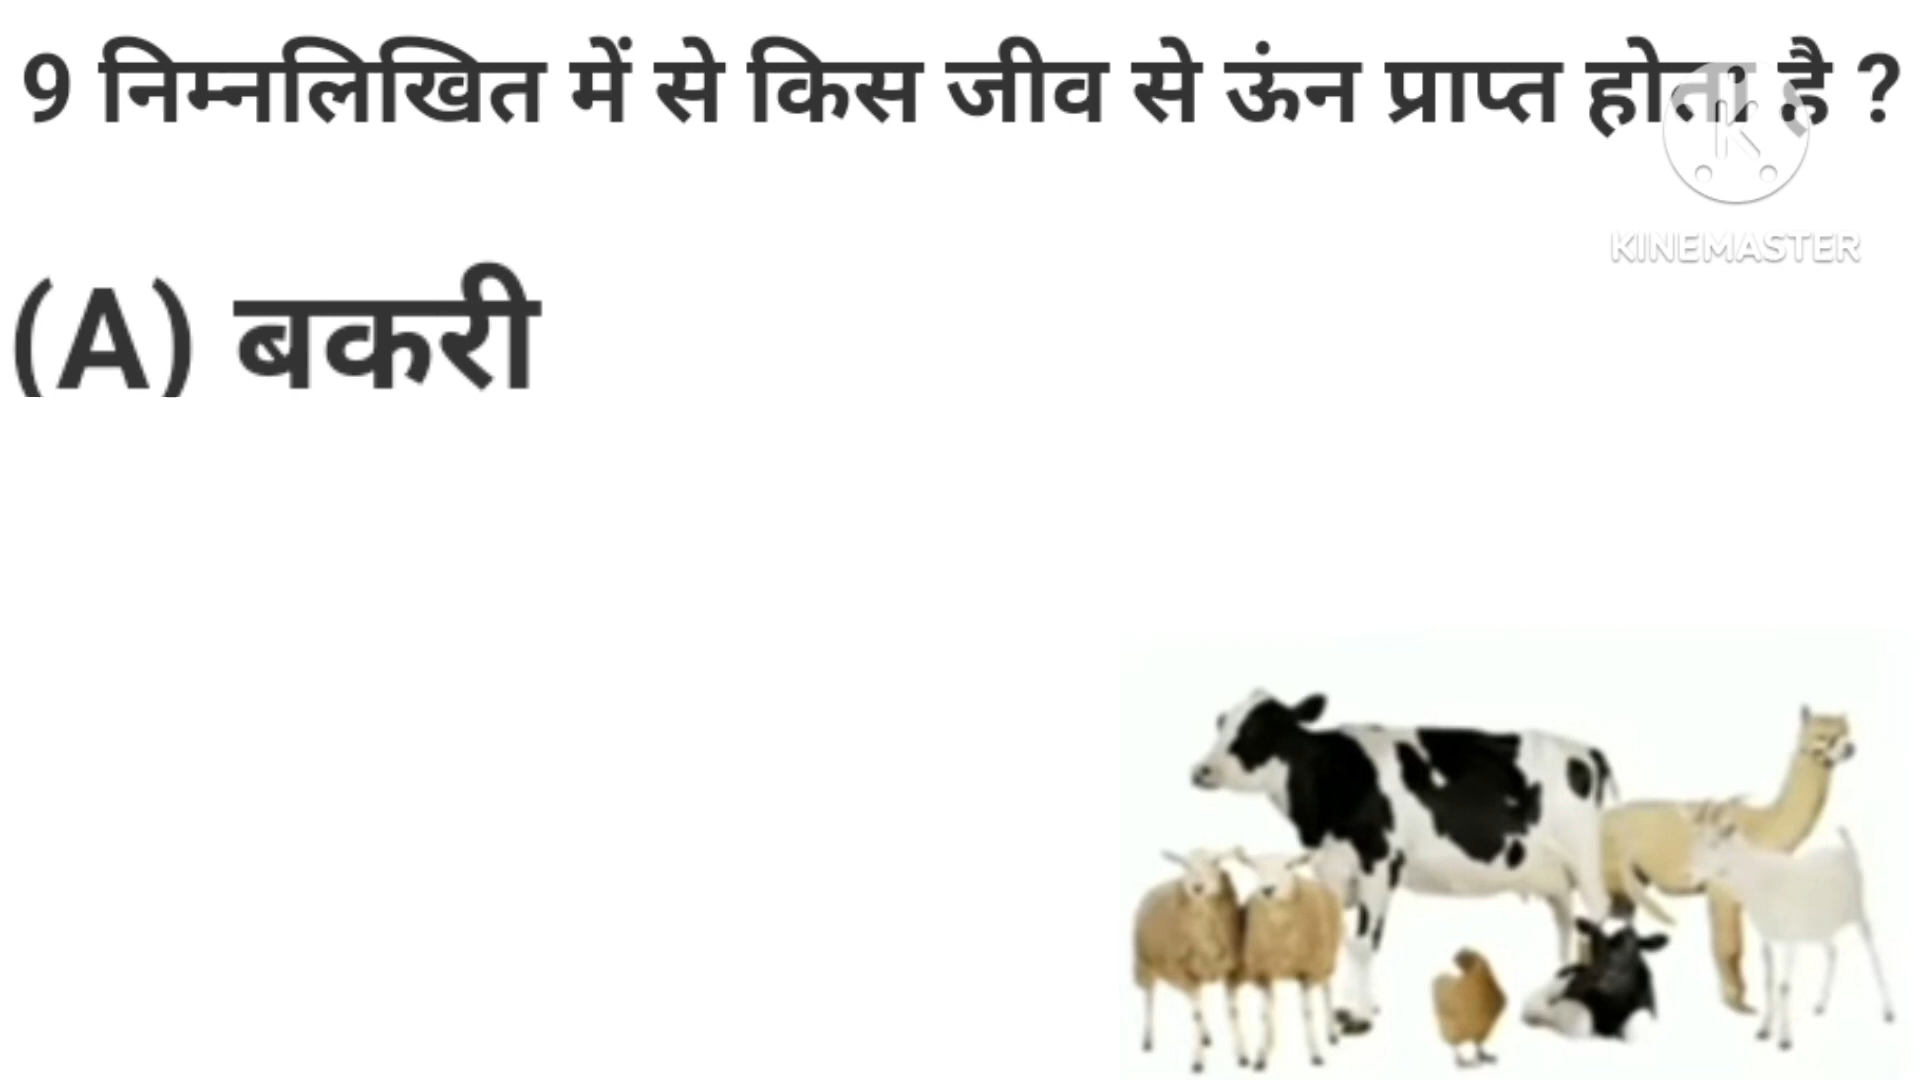 9 निम्नलिखित में से किस जीव से ऊंन प्राप्त होता है ?
KINEMASTER
(A) बकरी